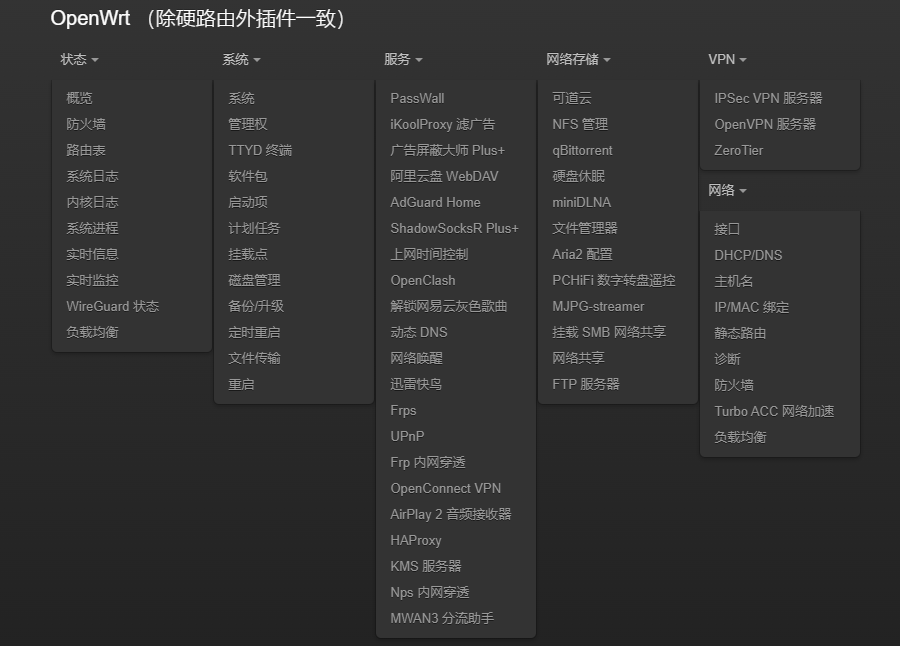 OpenWrt （除硬路由外插件一致）
状态
概览
防火墙
路由表
系统日志
内核日志
系统进程
实时信息
实时监控
WireGuard 状态
负载均衡
系统
系统
管理权
TTYD 终端
软件包
启动项
计划任务
挂载点
磁盘管理
备份/升级
定时重启
文件传输
重启
服务
PassWall
iKoolProxy 滤广告
广告屏蔽大师 Plus+
阿里云盘 WebDAV
AdGuard Home
ShadowSocksR Plus+
上网时间控制
OpenClash
解锁网易云灰色歌曲
动态 DNS
网络唤醒
迅雷快鸟
Frps
UPnP
Frp 内网穿透
OpenConnect VPN
AirPlay 2 音频接收器
HAProxy
KMS 服务器
Nps 内网穿透
MWAN3 分流助手
网络存储
可道云
NFS 管理
qBittorrent
硬盘休眠
miniDLNA
文件管理器
Aria2 配置
PCHiFi 数字转盘遥控
MJPG-streamer
挂载 SMB 网络共享
网络共享
FTP 服务器
VPN
IPSec VPN 服务器
OpenVPN 服务器
ZeroTier
网络
接口
DHCP/DNS
主机名
IP/MAC 绑定
静态路由
诊断
防火墙
Turbo ACC 网络加速
负载均衡